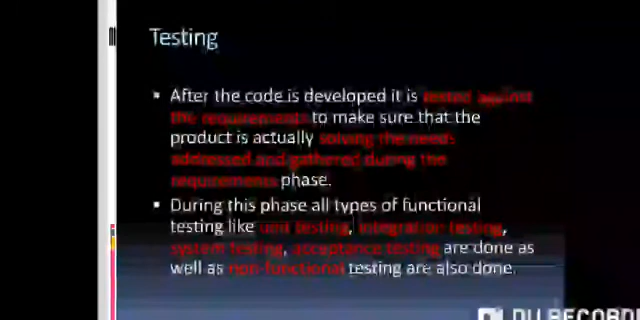 Testing
After the code is developed it is tested against
the requirements to make sure that the
product is actually solving the needs
addressed and gathered during the
requirements phase.
During this phase all types of functional
testing like unit testing, integration testing,
system testing, acceptance testing are done as
well as non-functional testing are also done.
DU RECORD